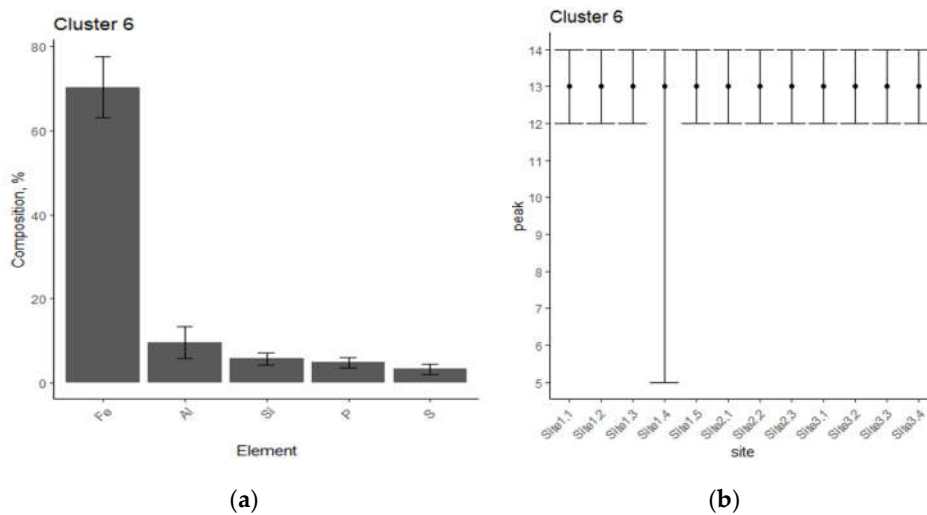 Cluster 6
80
60
40
20
0
Composition, %
Fe
Al
Si
P
S
Element
(a)
Cluster 6
14
13
12
11
10
9
8
7
6
5
peak
Site1.1
Site1.2
Site1.3
Site1.4
Site1.5
Site2.1
Site2.2
Site2.3
Site3.1
Site3.2
Site3.3
Site3.4
site
(b)